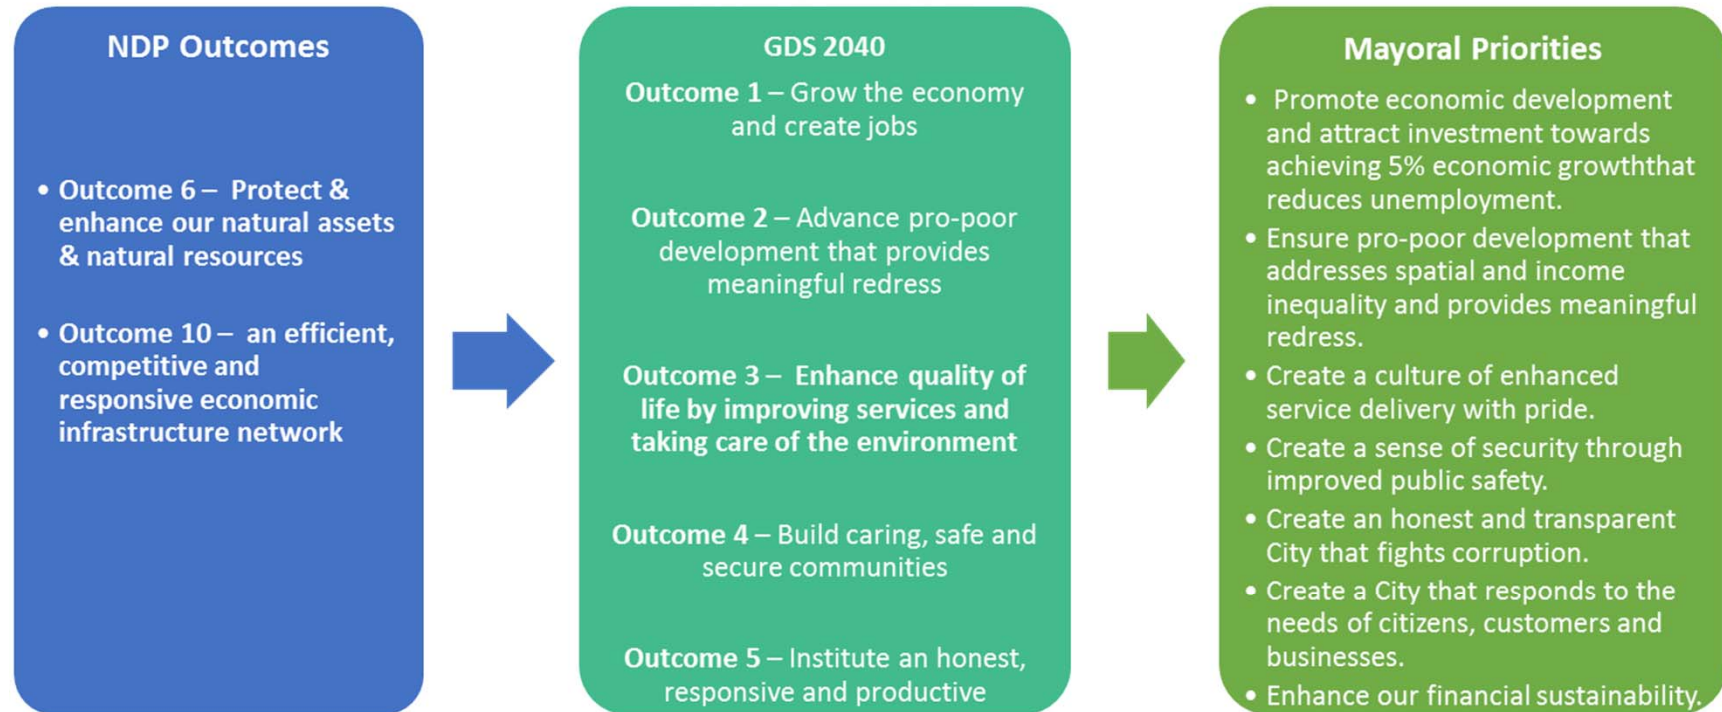 NDP Outcomes
• Outcome 6 – Protect &
enhance our natural assets
& natural resources
• Outcome 10 – an efficient,
competitive and
responsive economic
infrastructure network
GDS 2040
Outcome 1 – Grow the economy
and create jobs
Outcome 2 – Advance pro-poor
development that provides
meaningful redress
Outcome 3 – Enhance quality of
life by improving services and
taking care of the environment
Outcome 4 – Build caring, safe and
secure communities
Outcome 5 – Institute an honest,
responsive and productive
Mayoral Priorities
• Promote economic development
and attract investment towards
achieving 5% economic growththat
reduces unemployment.
• Ensure pro-poor development that
addresses spatial and income
inequality and provides meaningful
redress.
• Create a culture of enhanced
service delivery with pride.
• Create a sense of security through
improved public safety.
• Create an honest and transparent
City that fights corruption.
• Create a City that responds to the
needs of citizens, customers and
businesses.
• Enhance our financial sustainability.